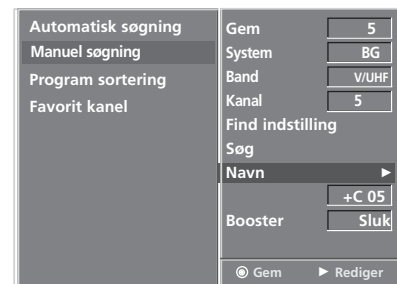 Automatisk søgning
Manuel søgning
Program sortering
Favorit kanel
Gem 5
System BG
Band V/UHF
Kanal 5
Find indstilling
Søg
Navn ►
+C 05
Booster Sluk
◉ Gem ► Rediger